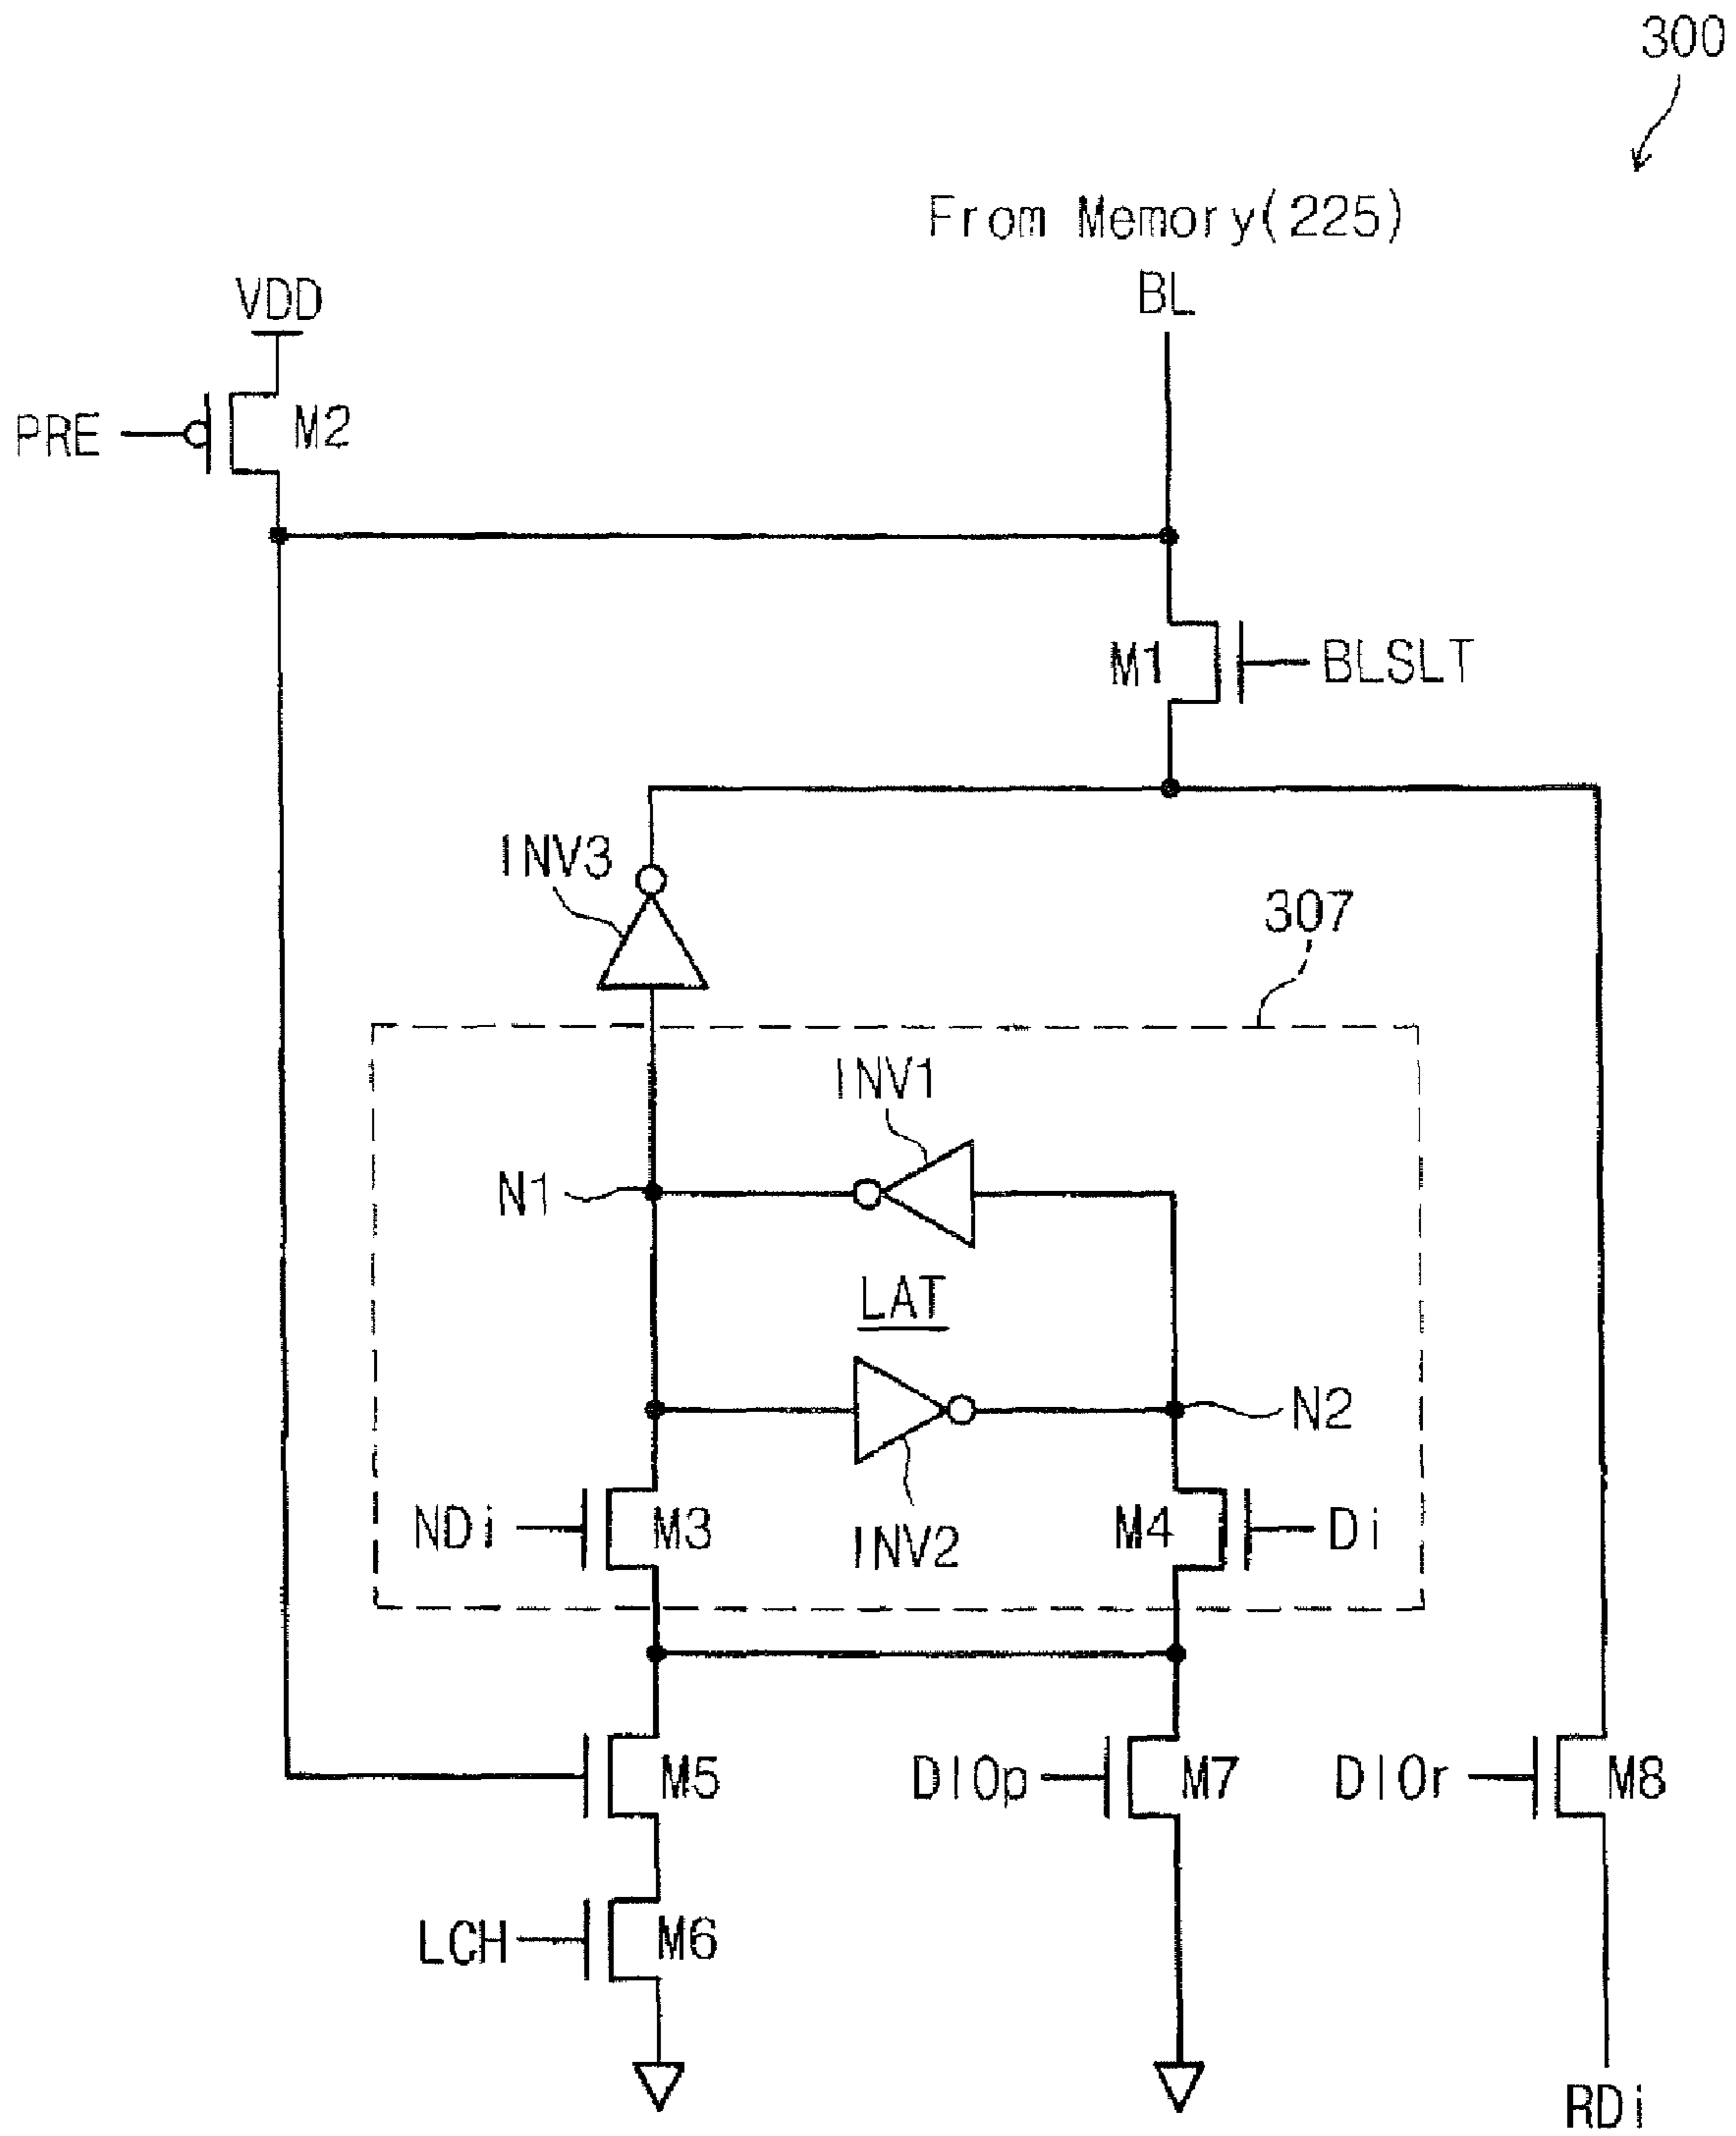 300
From Memory(225)
BL
VDD
PRE
M2
M1
BLSLT
INV3
307
INV1
N1
LAT
N2
NDi
M3
INV2
M4
Di
M5
DIOp
M7
DIOr
M8
LCH
M6
RDi